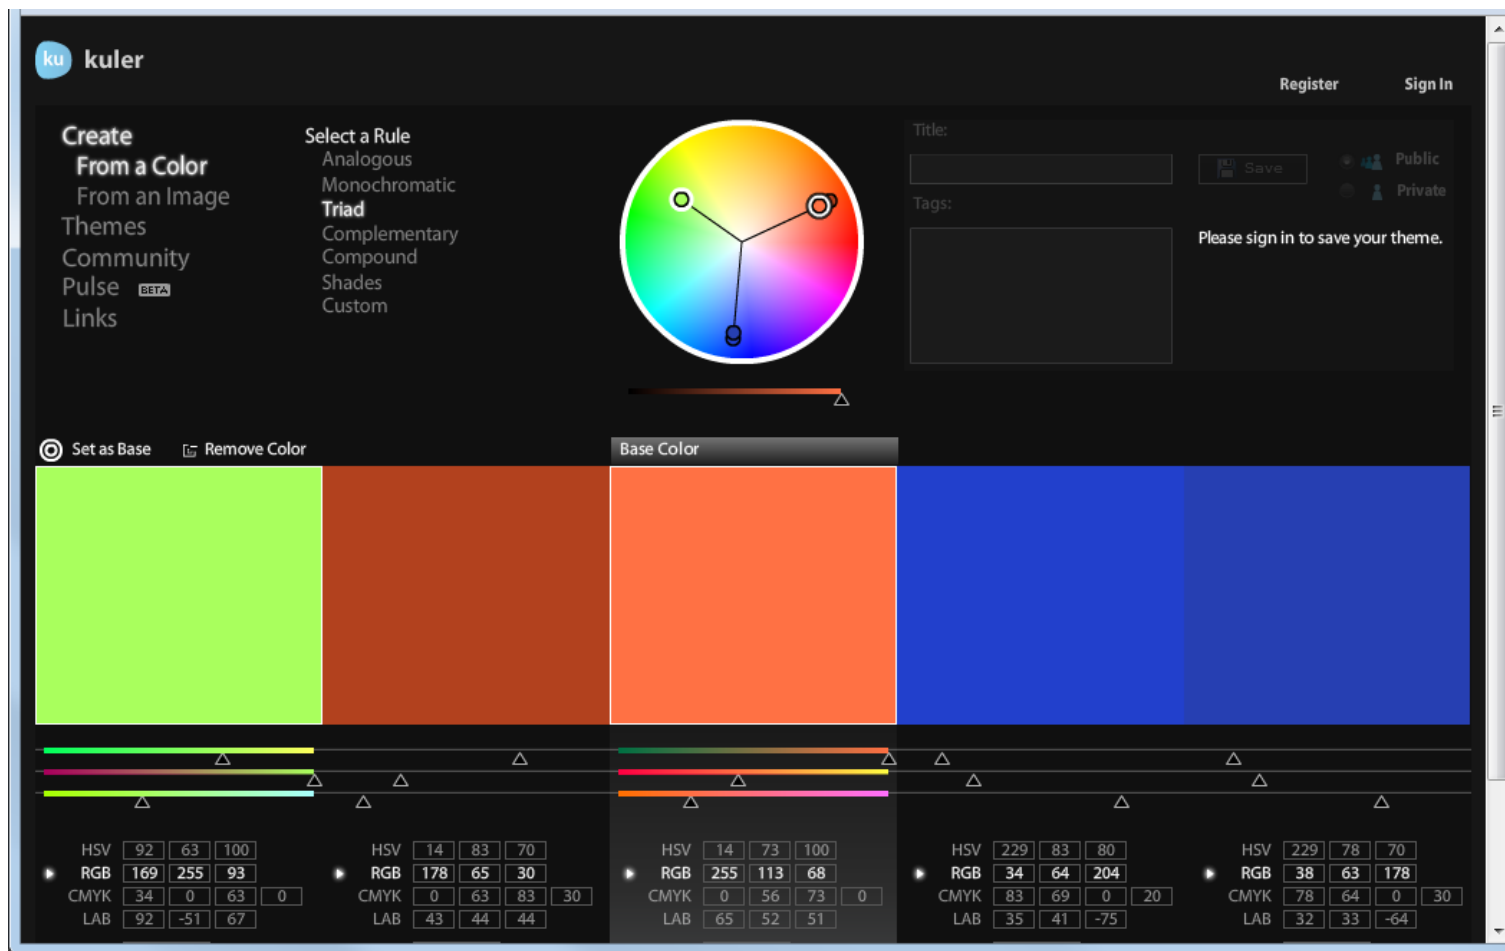 ku kuler
Register Sign In
Create
From a Color
From an Image
Themes
Community
Pulse BETA
Links
Select a Rule
Analogous
Monochromatic
Triad
Complementary
Compound
Shades
Custom
Title:
Save
Public
Private
Tags:
Please sign in to save your theme.
Set as Base Remove Color
Base Color
HSV 92 63 100
RGB 169 255 93
CMYK 34 0 63 0
LAB 92 -51 67
HSV 14 83 70
RGB 178 65 30
CMYK 0 63 83 30
LAB 43 44 44
HSV 14 73 100
RGB 255 113 68
CMYK 0 56 73 0
LAB 65 52 51
HSV 229 83 80
RGB 34 64 204
CMYK 83 69 0 20
LAB 35 41 -75
HSV 229 78 70
RGB 38 63 178
CMYK 78 64 0 30
LAB 32 33 -64